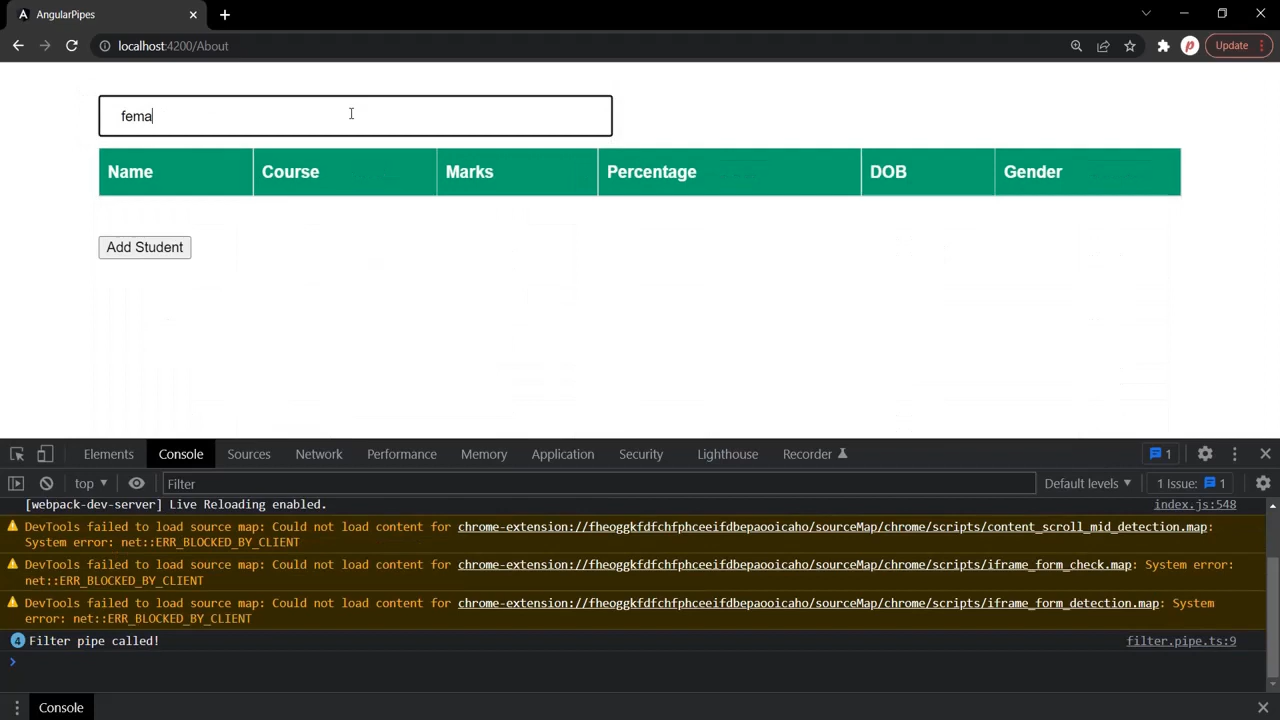 AngularPipes
localhost:4200/About
Update
fema
Name Course Marks Percentage DOB Gender
Add Student
Elements Console Sources Network Performance Memory Application Security Lighthouse Recorder 1
top Filter Default levels 1 Issue: 1
[webpack-dev-server] Live Reloading enabled. index.js:548
DevTools failed to load source map: Could not load content for chrome-extension://fheoggkfdfchfphceeifdbepaooicaho/sourceMap/chrome/scripts/content_scroll_mid_detection.map:
System error: net::ERR_BLOCKED_BY_CLIENT
DevTools failed to load source map: Could not load content for chrome-extension://fheoggkfdfchfphceeifdbepaooicaho/sourceMap/chrome/scripts/iframe_form_check.map: System error:
net::ERR_BLOCKED_BY_CLIENT
DevTools failed to load source map: Could not load content for chrome-extension://fheoggkfdfchfphceeifdbepaooicaho/sourceMap/chrome/scripts/iframe_form_detection.map: System
error: net::ERR_BLOCKED_BY_CLIENT
4 Filter pipe called! filter.pipe.ts:9
Console